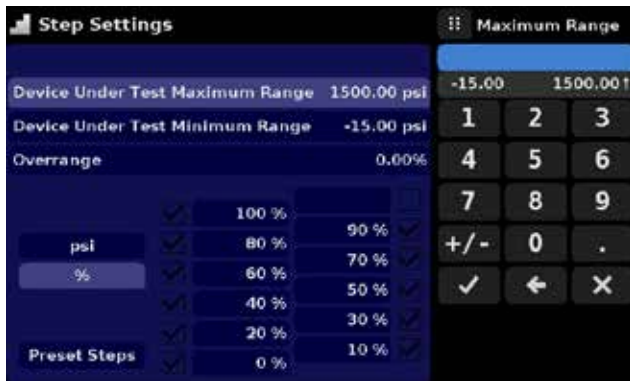 Step Settings
Maximum Range
Device Under Test Maximum Range 1500.00 psi
-15.00 1500.00↑
Device Under Test Minimum Range -15.00 psi
Overrange 0.00%
1 2 3
4 5 6
7 8 9
+/- 0 .
100 %
90 %
psi
80 %
70 %
%
60 %
50 %
40 %
30 %
20 %
10 %
Preset Steps
0 %